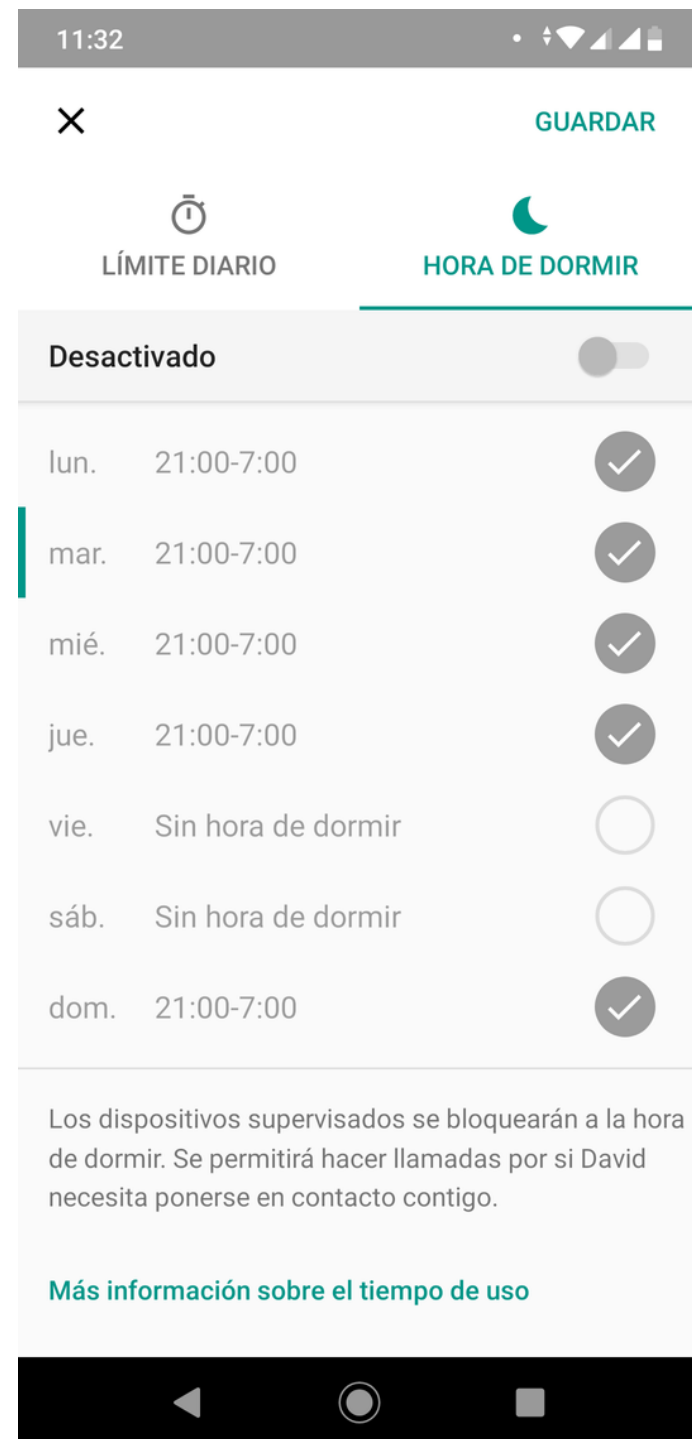 11:32
GUARDAR
LÍMITE DIARIO
HORA DE DORMIR
Desactivado
lun. 21:00-7:00
mar. 21:00-7:00
mié. 21:00-7:00
jue. 21:00-7:00
vie. Sin hora de dormir
sáb. Sin hora de dormir
dom. 21:00-7:00
Los dispositivos supervisados se bloquearán a la hora
de dormir. Se permitirá hacer llamadas por si David
necesita ponerse en contacto contigo.
Más información sobre el tiempo de uso